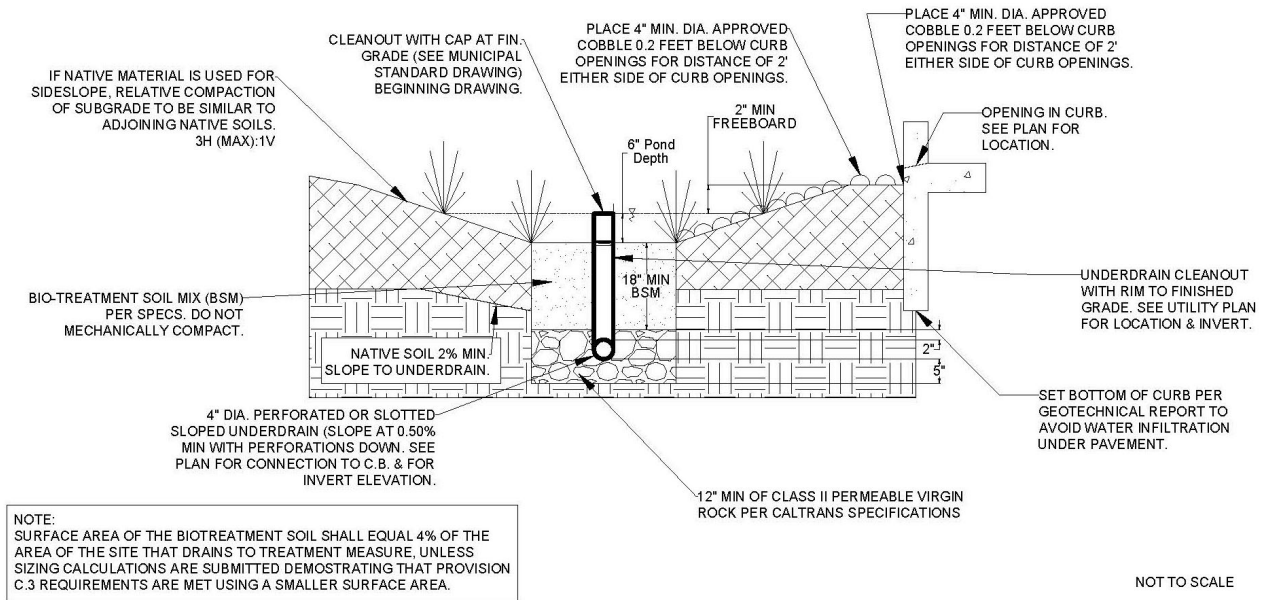 PLACE 4" MIN. DIA. APPROVED
COBBLE 0.2 FEET BELOW CURB
OPENINGS FOR DISTANCE OF 2'
EITHER SIDE OF CURB OPENINGS.
PLACE 4" MIN. DIA. APPROVED
COBBLE 0.2 FEET BELOW CURB
OPENINGS FOR DISTANCE OF 2'
EITHER SIDE OF CURB OPENINGS.
CLEANOUT WITH CAP AT FIN.
GRADE (SEE MUNICIPAL
STANDARD DRAWING)
BEGINNING DRAWING.
IF NATIVE MATERIAL IS USED FOR
SIDESLOPE, RELATIVE COMPACTION
OF SUBGRADE TO BE SIMILAR TO
ADJOINING NATIVE SOILS.
3H (MAX):1V
2" MIN
FREEBOARD
OPENING IN CURB.
SEE PLAN FOR
LOCATION.
6" Pond
Depth
18" MIN
BSM
UNDERDRAIN CLEANOUT
WITH RIM TO FINISHED
GRADE. SEE UTILITY PLAN
FOR LOCATION & INVERT.
BIO-TREATMENT SOIL MIX (BSM)
PER SPECS. DO NOT
MECHANICALLY COMPACT.
NATIVE SOIL 2% MIN.
SLOPE TO UNDERDRAIN.
2"
5"
SET BOTTOM OF CURB PER
GEOTECHNICAL REPORT TO
AVOID WATER INFILTRATION
UNDER PAVEMENT.
4" DIA. PERFORATED OR SLOTTED
SLOPED UNDERDRAIN (SLOPE AT 0.50%
MIN WITH PERFORATIONS DOWN. SEE
PLAN FOR CONNECTION TO C.B. & FOR
INVERT ELEVATION.
12" MIN OF CLASS II PERMEABLE VIRGIN
ROCK PER CALTRANS SPECIFICATIONS
NOTE:
SURFACE AREA OF THE BIOTREATMENT SOIL SHALL EQUAL 4% OF THE
AREA OF THE SITE THAT DRAINS TO TREATMENT MEASURE, UNLESS
SIZING CALCULATIONS ARE SUBMITTED DEMOSTRATING THAT PROVISION
C.3 REQUIREMENTS ARE MET USING A SMALLER SURFACE AREA.
NOT TO SCALE